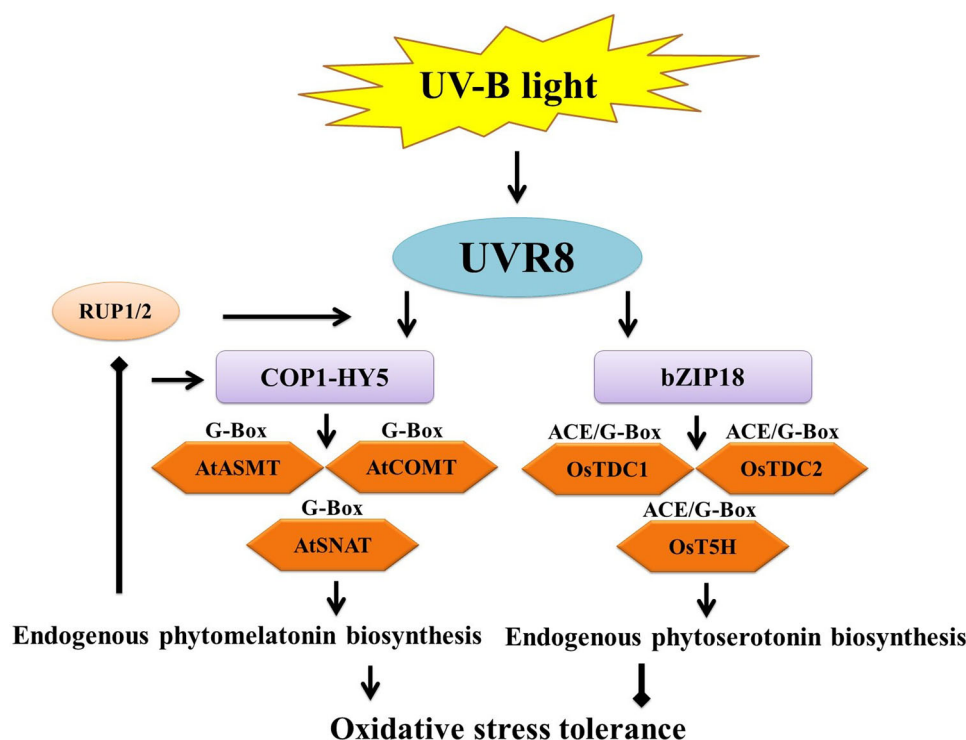 UV-B light
UVR8
RUP1/2
COP1-HY5
bZIP18
G-Box
G-Box
AtASMT
AtCOMT
G-Box
AtSNAT
ACE/G-Box
ACE/G-Box
OsTDC1
OsTDC2
ACE/G-Box
OsT5H
Endogenous phytomelatonin biosynthesis
Endogenous phytoserotonin biosynthesis
Oxidative stress tolerance